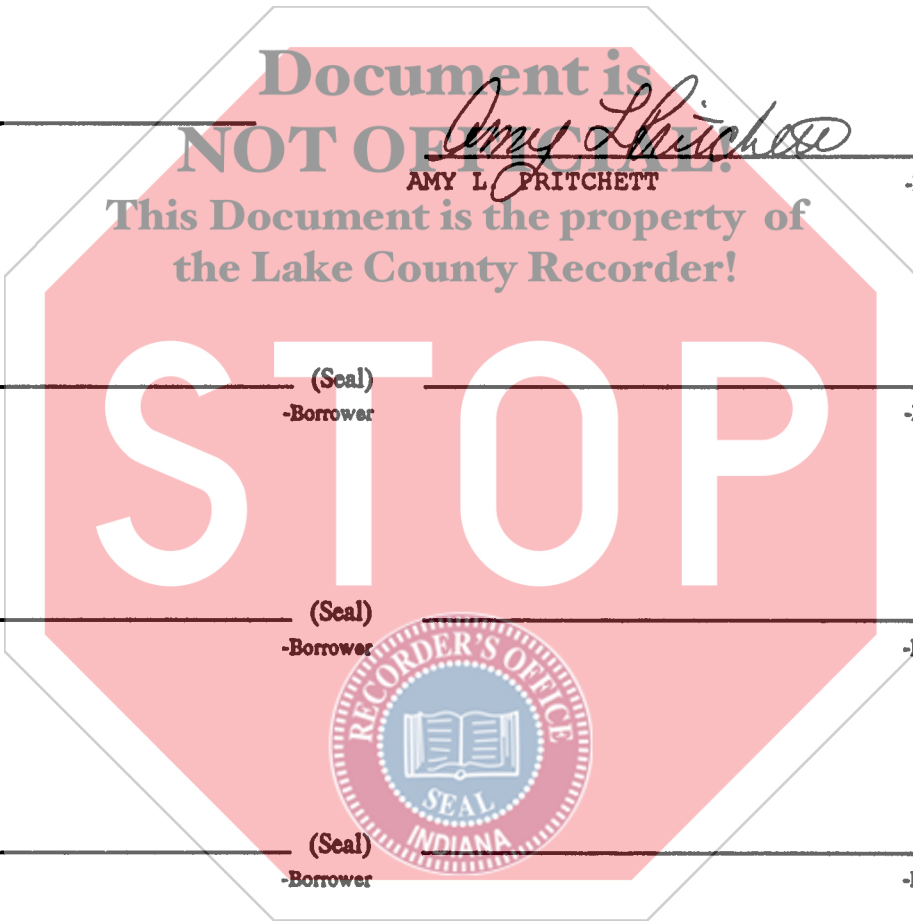 Document is
NOT OFFICIAL!
Amy L Pritchett
AMY L. PRITCHETT
This Document is the property of
the Lake County Recorder!
STOP
(Seal)
-Borrower
(Seal)
-Borrower
RECORDER'S OFFICE
SEAL
INDIANA
(Seal)
-Borrower